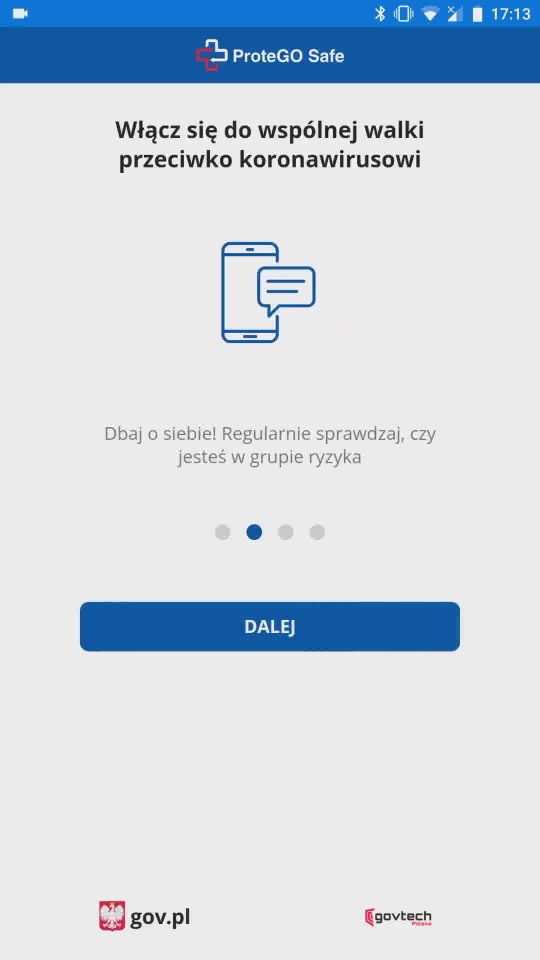 17:13
ProteGO Safe
Włącz się do wspólnej walki
przeciwko koronawirusowi
Dbaj o siebie! Regularnie sprawdzaj, czy
jesteś w grupie ryzyka
DALEJ
gov.pl
govtech
Polska